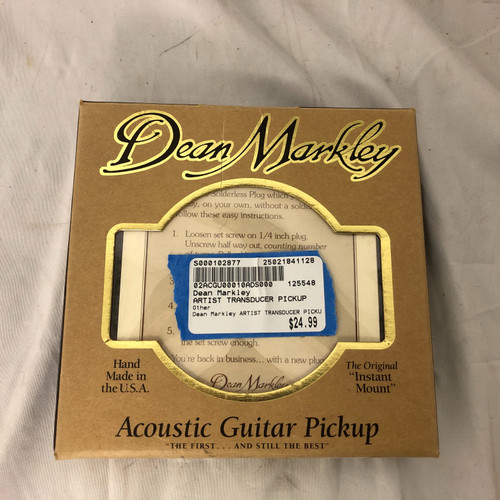 Dean Markley
Solderless Plug which
on your own, without a
follow these easy instructions.
1. Loosen set screw on 1/4 inch plug.
Unscrew half way out, counting number
S000102877 25021841128
02ACGU00010ADS000 125548
Dean Markley
ARTIST TRANSDUCER PICKUP
Other
Dean Markley ARTIST TRANSDUCER PICKU
$24.99
5.
the set screw enough.
You're back in business... with a new plug
Dean Markley
Hand
Made in
the U.S.A.
The Original
"Instant
Mount"
Acoustic Guitar Pickup
"THE FIRST... AND STILL THE BEST"